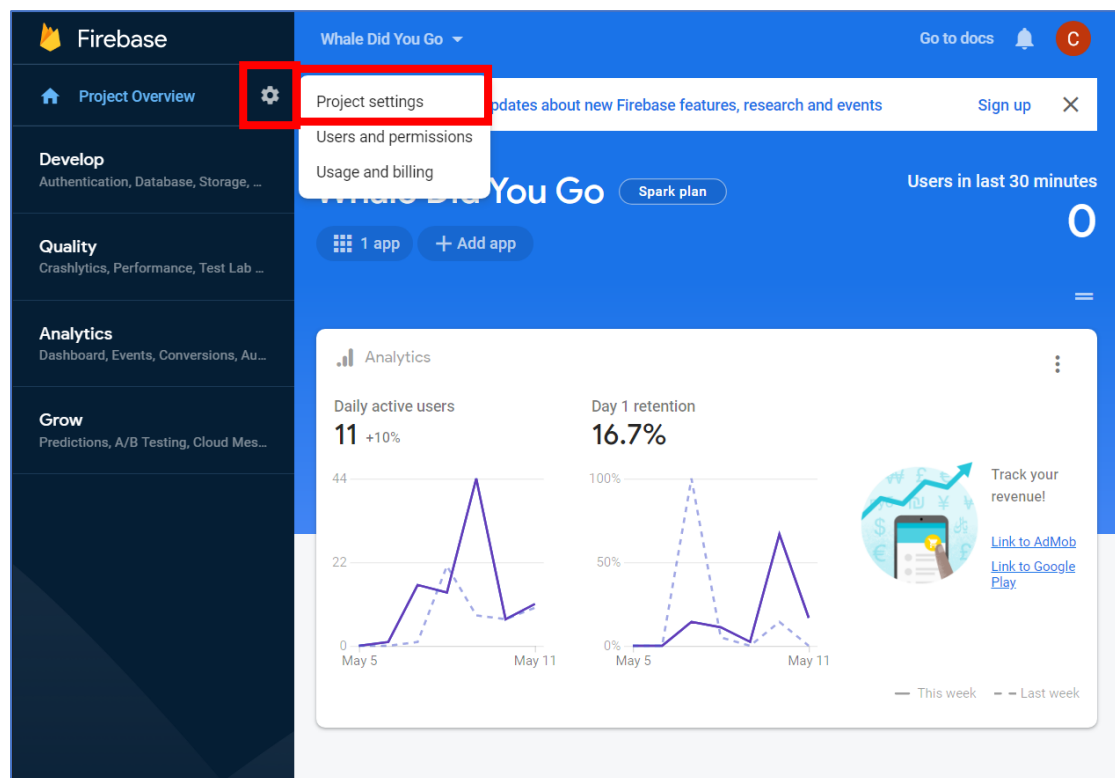 Firebase
Whale Did You Go
Go to docs
C
Project Overview
Project settings
Users and permissions
Usage and billing
updates about new Firebase features, research and events
Sign up
Develop
Authentication, Database, Storage, ...
Quality
Crashlytics, Performance, Test Lab ...
Analytics
Dashboard, Events, Conversions, Au...
Grow
Predictions, A/B Testing, Cloud Mes...
Whale Did You Go
Spark plan
Users in last 30 minutes
0
1 app
+ Add app
Analytics
Daily active users
11 +10%
44
22
0
May 5 May 11
Day 1 retention
16.7%
100%
50%
0%
May 5 May 11
Track your
revenue!
Link to AdMob
Link to Google
Play
This week
Last week